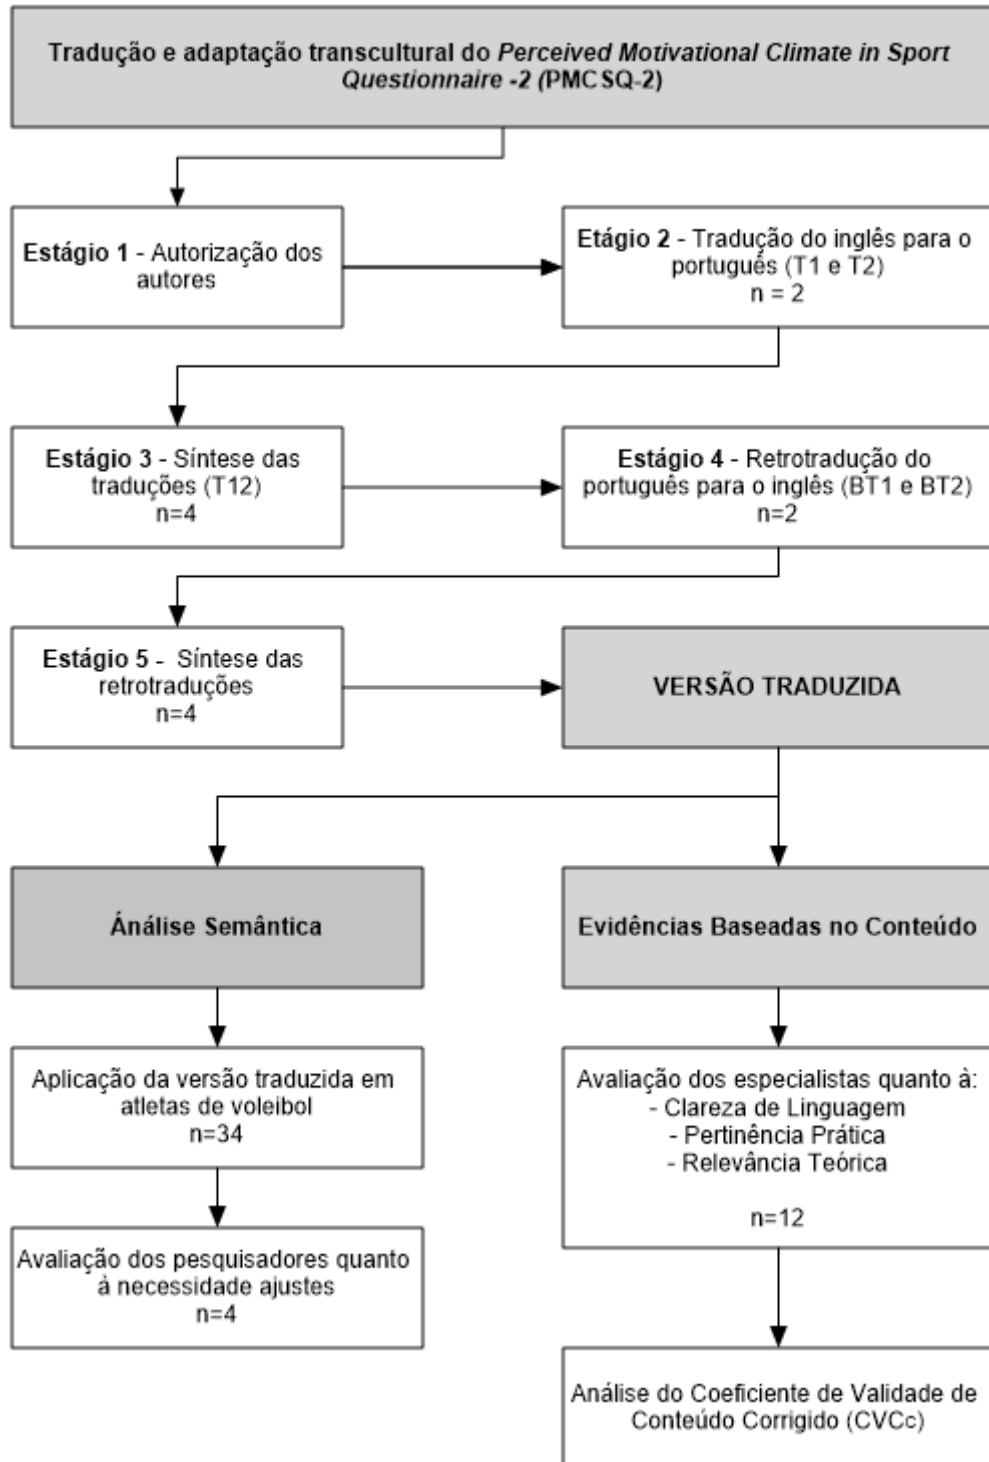 Tradução e adaptação transcultural do Perceived Motivational Climate in Sport
Questionnaire -2 (PMCSQ-2)
Estágio 1 - Autorização dos
autores
Etágio 2 - Tradução do inglês para o
português (T1 e T2)
n = 2
Estágio 3 - Síntese das
traduções (T12)
n=4
Estágio 4 - Retrotradução do
português para o inglês (BT1 e BT2)
n=2
Estágio 5 - Síntese das
retrotraduções
n=4
VERSÃO TRADUZIDA
Ánálise Semântica
Evidências Baseadas no Conteúdo
Aplicação da versão traduzida em
atletas de voleibol
n=34
Avaliação dos especialistas quanto à:
- Clareza de Linguagem
- Pertinência Prática
- Relevância Teórica
n=12
Avaliação dos pesquisadores quanto
à necessidade ajustes
n=4
Análise do Coeficiente de Validade de
Conteúdo Corrigido (CVCc)